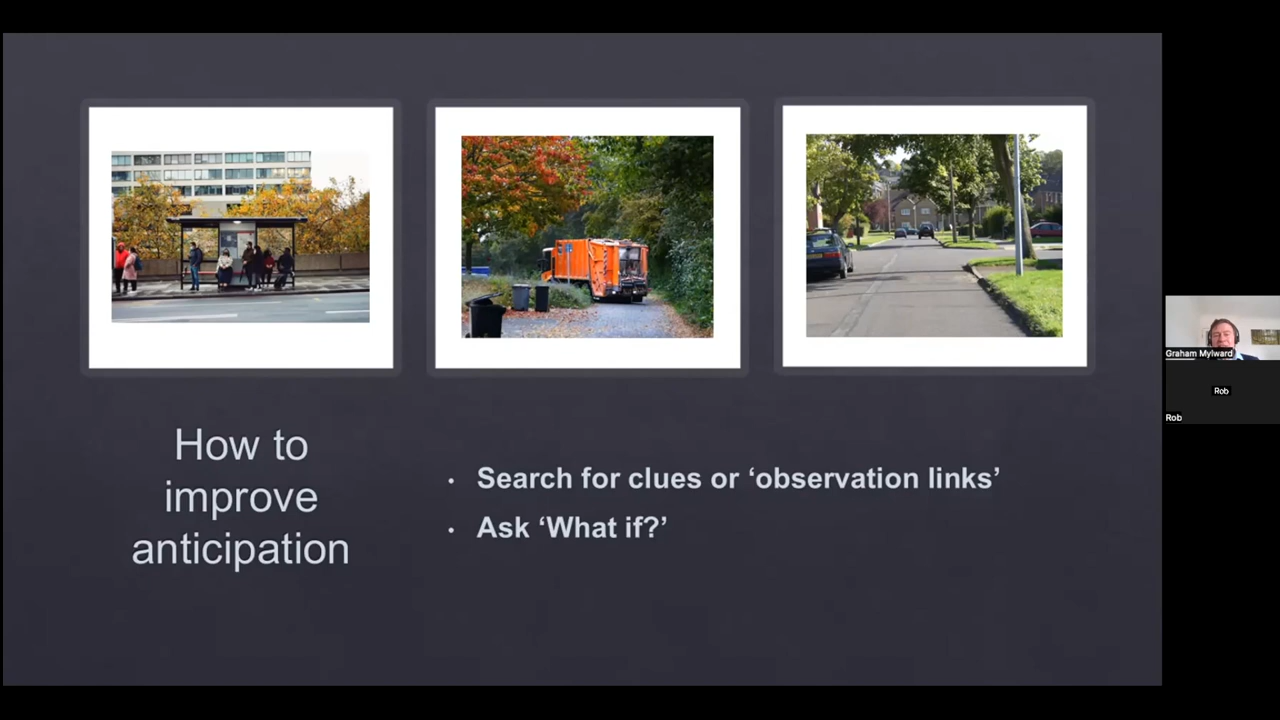 How to
improve
anticipation
• Search for clues or ‘observation links’
• Ask ‘What if?’
Graham Mylward
Rob
Rob